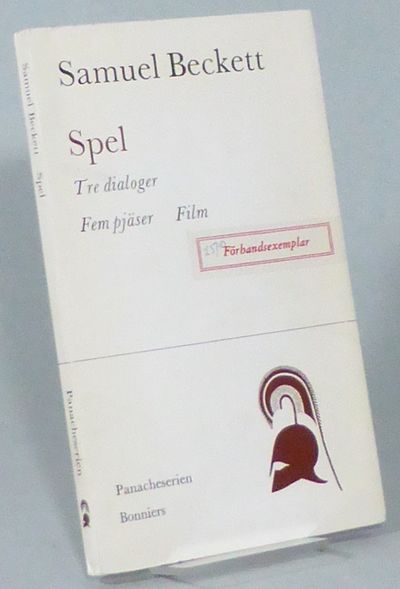 Samuel Beckett
Spel
Tre dialoger
Fem pjäser Film
Förhandsexemplar
Panacheserien
Bonniers
Samuel Beckett Spel
Panacheserien